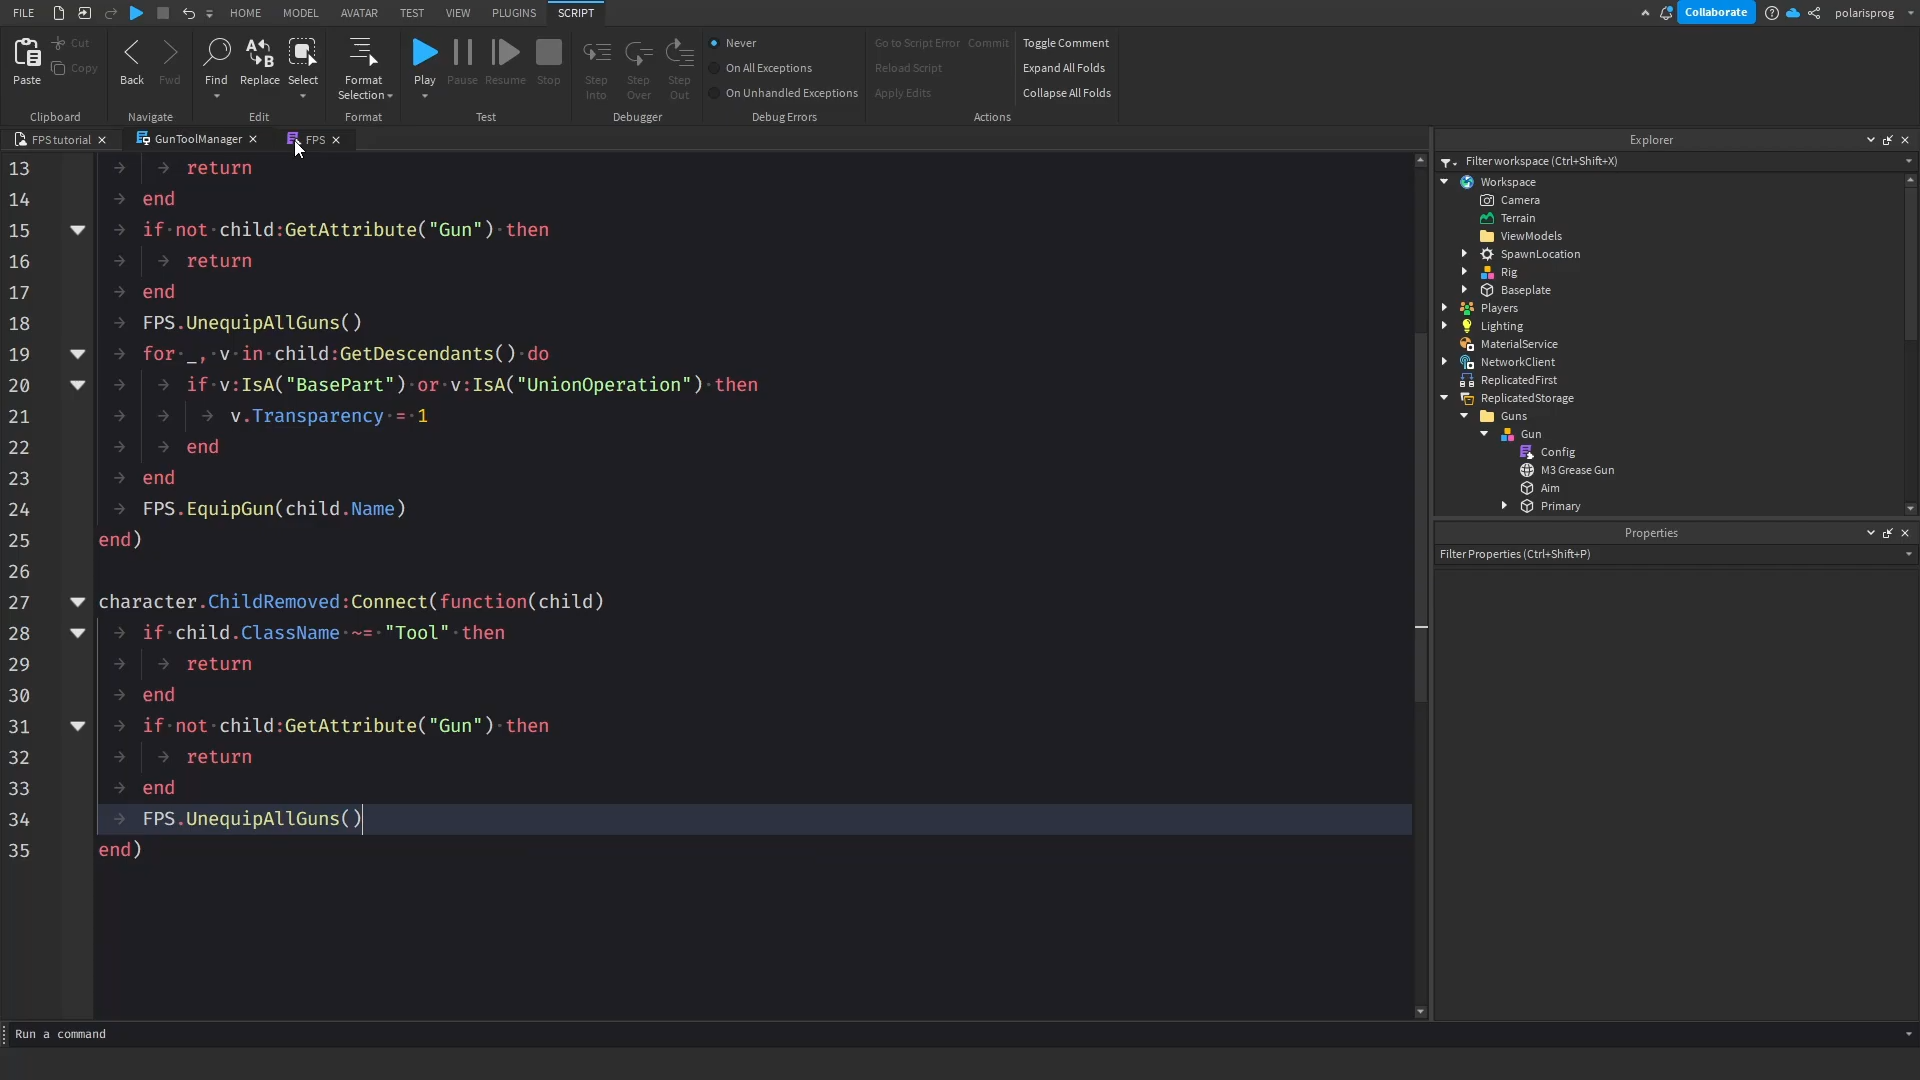 FILE HOME MODEL AVATAR TEST VIEW PLUGINS SCRIPT Collaborate polarisprog
Paste Cut Copy
Back Fwd
Find Replace Select
Format Selection
Play Pause Resume Stop
Step Into Step Over Step Out
Never
On All Exceptions
On Unhandled Exceptions
Go to Script Error Commit
Reload Script
Apply Edits
Toggle Comment
Expand All Folds
Collapse All Folds
Clipboard Navigate Edit Format Test Debugger Debug Errors Actions
FPS tutorial GunToolManager FPS
13 return
14 end
15 if not child:GetAttribute("Gun") then
16 return
17 end
18 FPS.UnequipAllGuns()
19 for _, v in child:GetDescendants() do
20 if v:IsA("BasePart") or v:IsA("UnionOperation") then
21 v.Transparency = 1
22 end
23 end
24 FPS.EquipGun(child.Name)
25 end)
26
27 character.ChildRemoved:Connect(function(child)
28 if child.ClassName ~= "Tool" then
29 return
30 end
31 if not child:GetAttribute("Gun") then
32 return
33 end
34 FPS.UnequipAllGuns()
35 end)
Explorer
Filter workspace (Ctrl+Shift+X)
Workspace
Camera
Terrain
ViewModels
SpawnLocation
Rig
Baseplate
Players
Lighting
MaterialService
NetworkClient
ReplicatedFirst
ReplicatedStorage
Guns
Gun
Config
M3 Grease Gun
Aim
Primary
Properties
Filter Properties (Ctrl+Shift+P)
Run a command